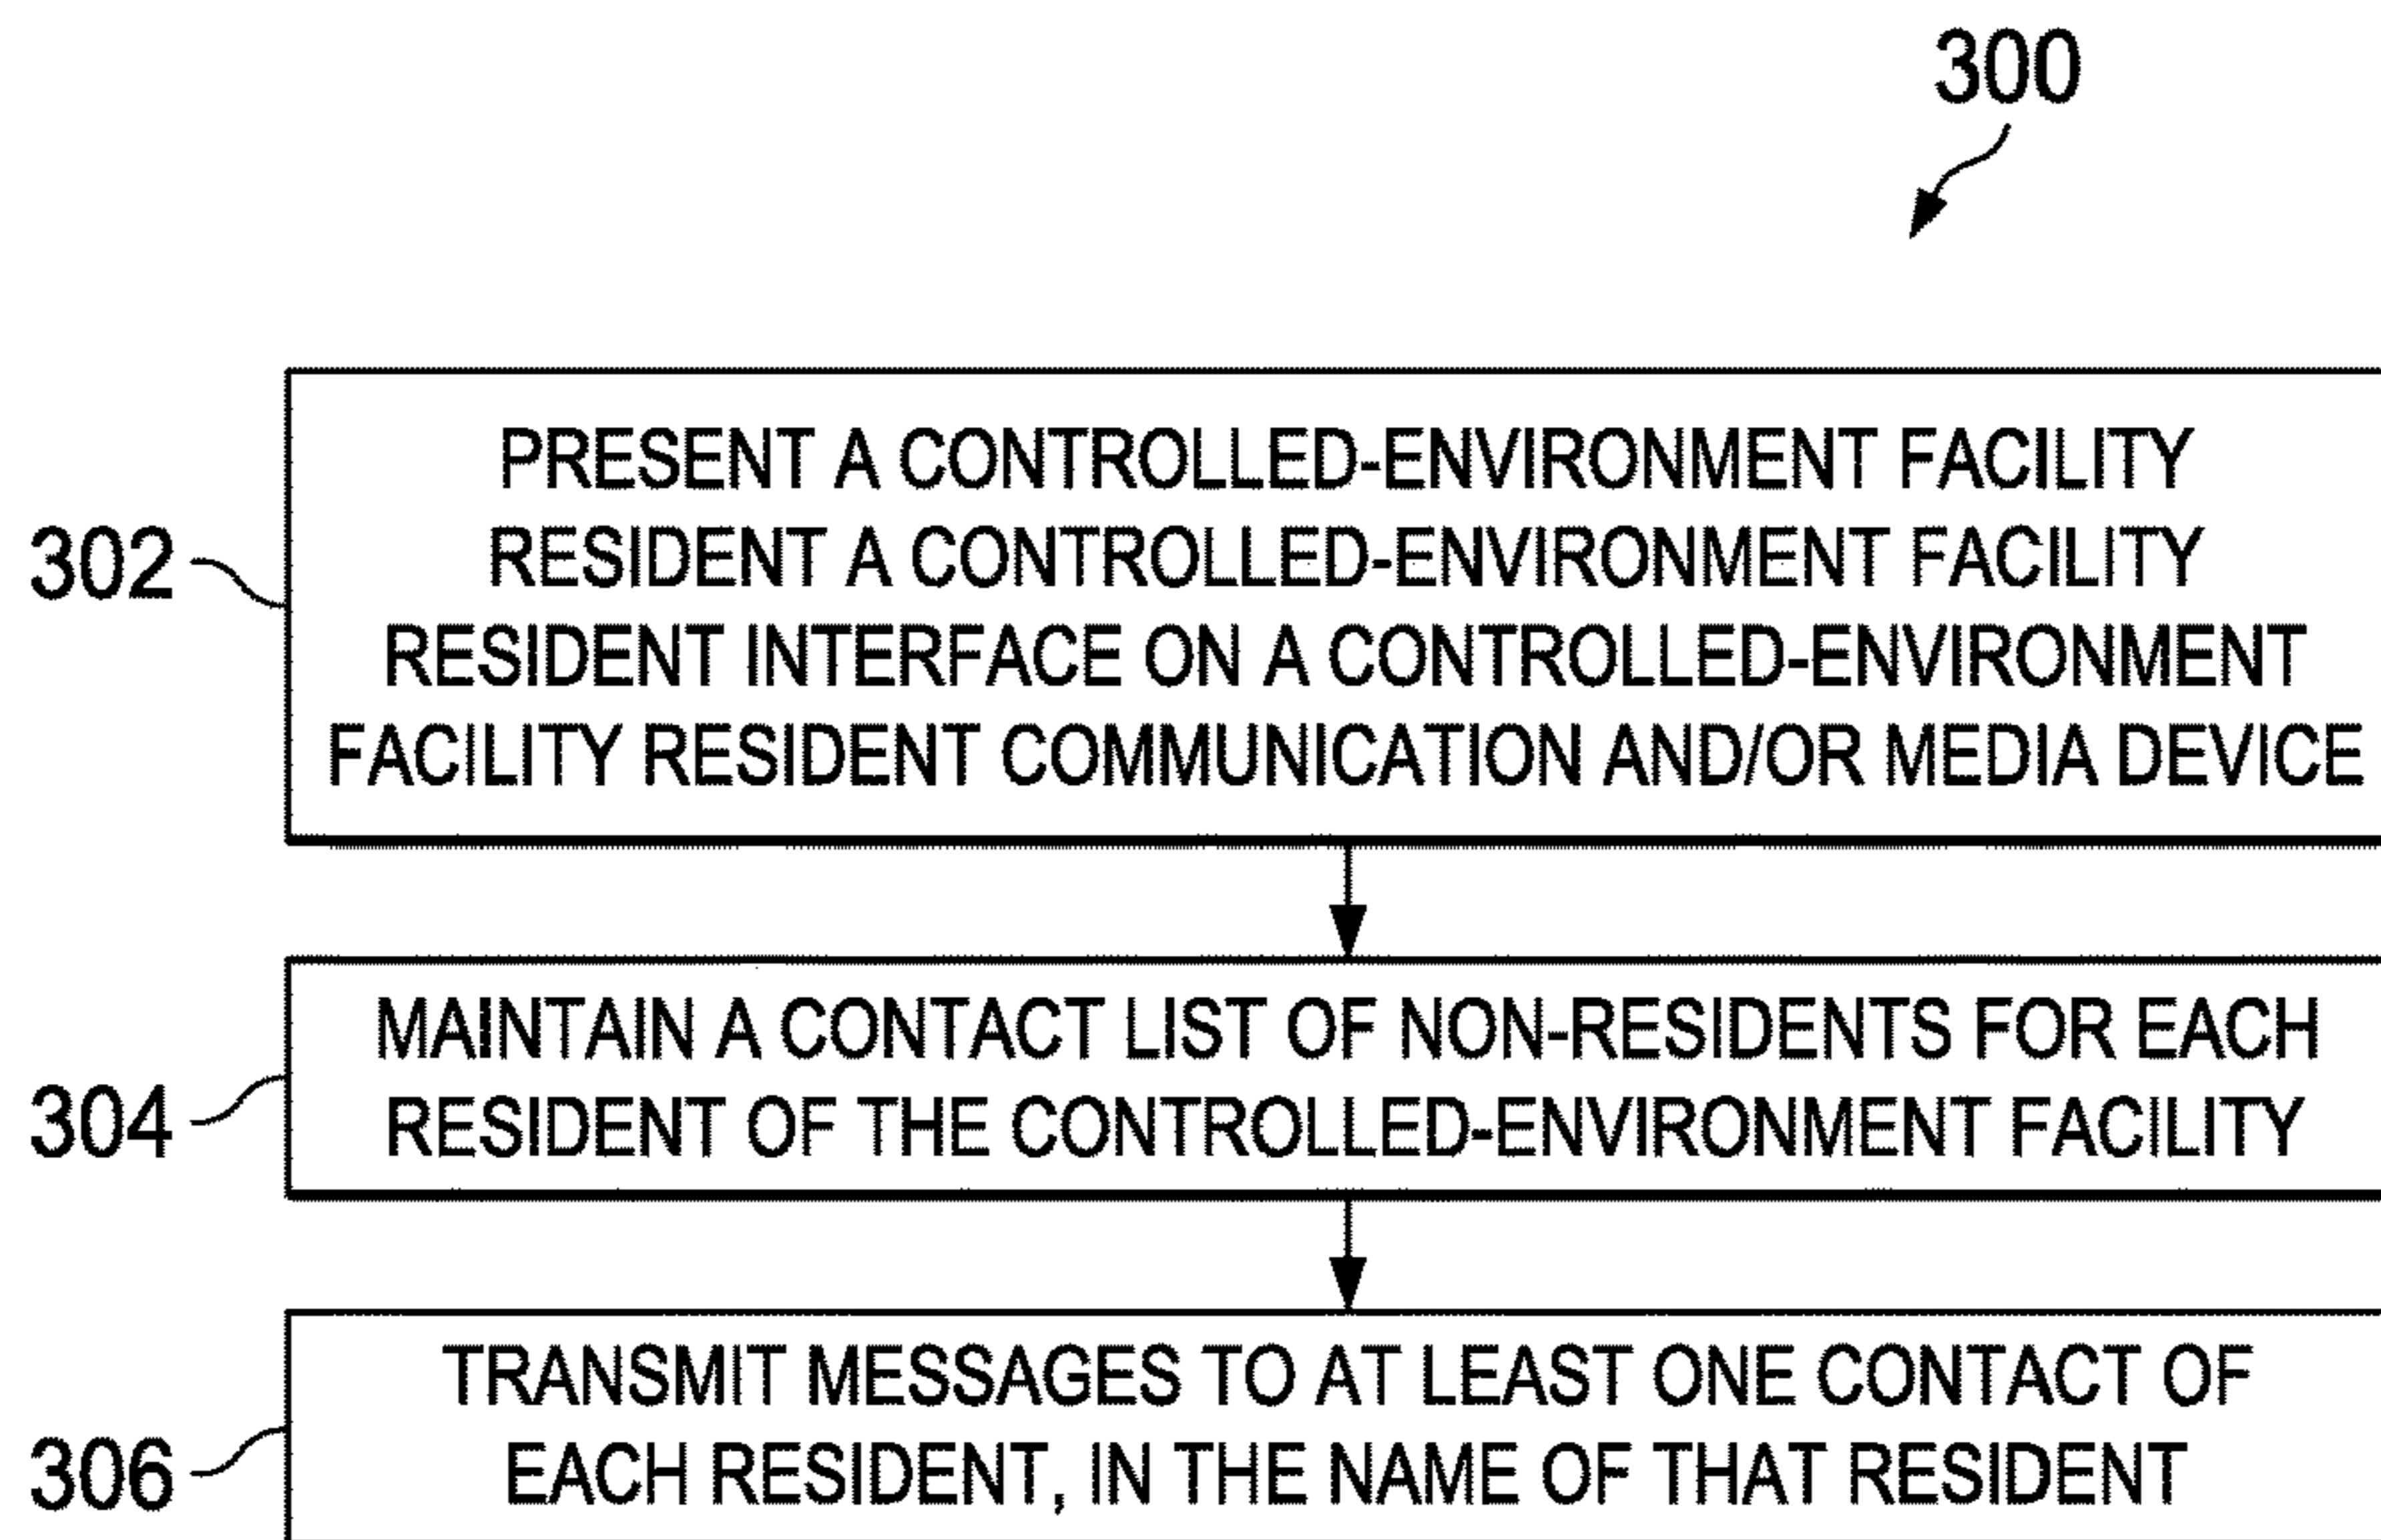 300
302
PRESENT A CONTROLLED-ENVIRONMENT FACILITY
RESIDENT A CONTROLLED-ENVIRONMENT FACILITY
RESIDENT INTERFACE ON A CONTROLLED-ENVIRONMENT
FACILITY RESIDENT COMMUNICATION AND/OR MEDIA DEVICE
304
MAINTAIN A CONTACT LIST OF NON-RESIDENTS FOR EACH
RESIDENT OF THE CONTROLLED-ENVIRONMENT FACILITY
306
TRANSMIT MESSAGES TO AT LEAST ONE CONTACT OF
EACH RESIDENT, IN THE NAME OF THAT RESIDENT